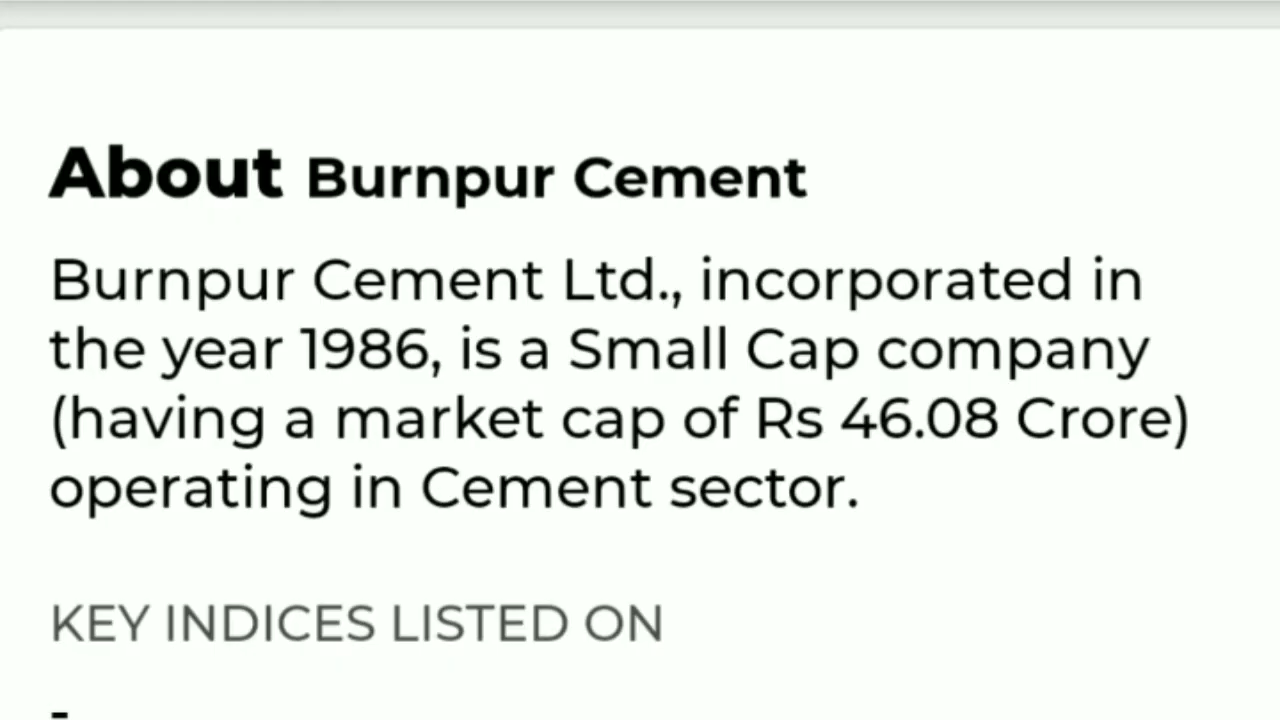 About Burnpur Cement
Burnpur Cement Ltd., incorporated in
the year 1986, is a Small Cap company
(having a market cap of Rs 46.08 Crore)
operating in Cement sector.
KEY INDICES LISTED ON
-